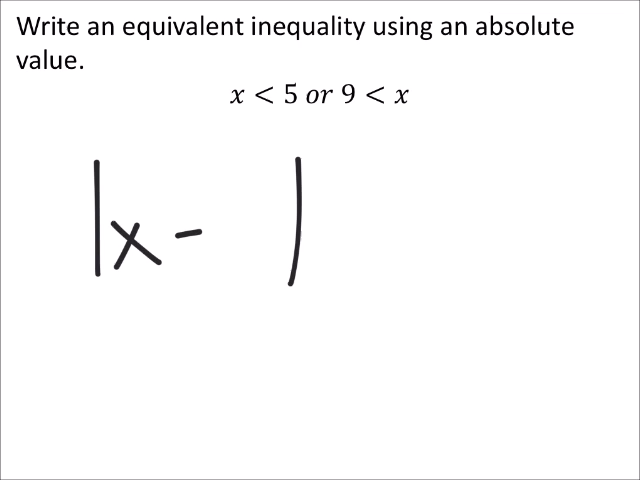 Write an equivalent inequality using an absolute
value.
𝑥 < 5 𝑜𝑟 9 < 𝑥
|x - |